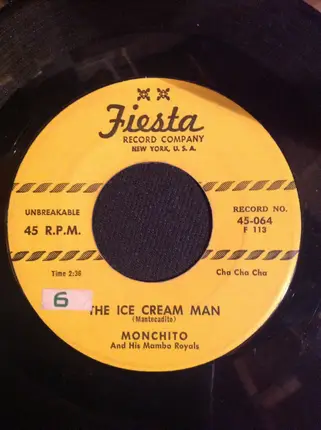 Fiesta
RECORD COMPANY
NEW YORK, U. S. A.
UNBREAKABLE
45 R.P.M.
RECORD NO.
45-064
F 113
Time 2:36
Cha Cha Cha
6
THE ICE CREAM MAN
(Mantecadito)
MONCHITO
And His Mambo Royals